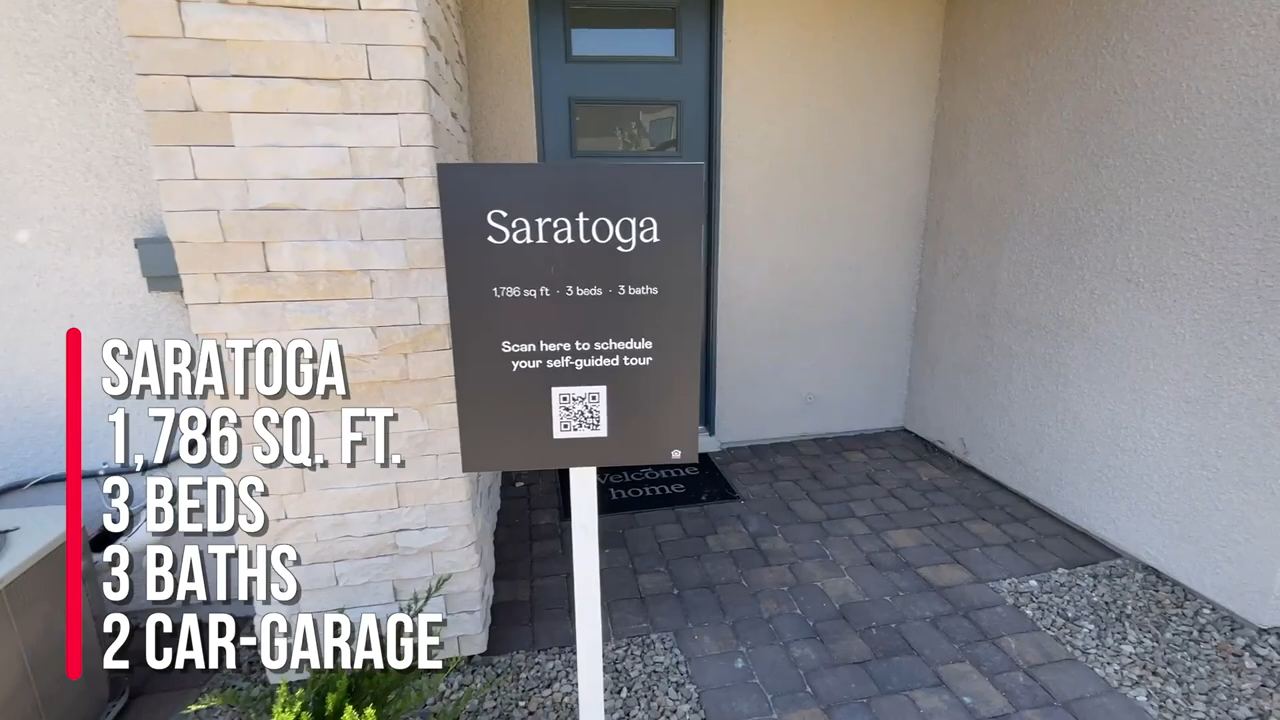 Saratoga
1,786 sq ft · 3 beds · 3 baths
Scan here to schedule
your self-guided tour
Welcome
home
SARATOGA
1,786 SQ. FT.
3 BEDS
3 BATHS
2 CAR-GARAGE